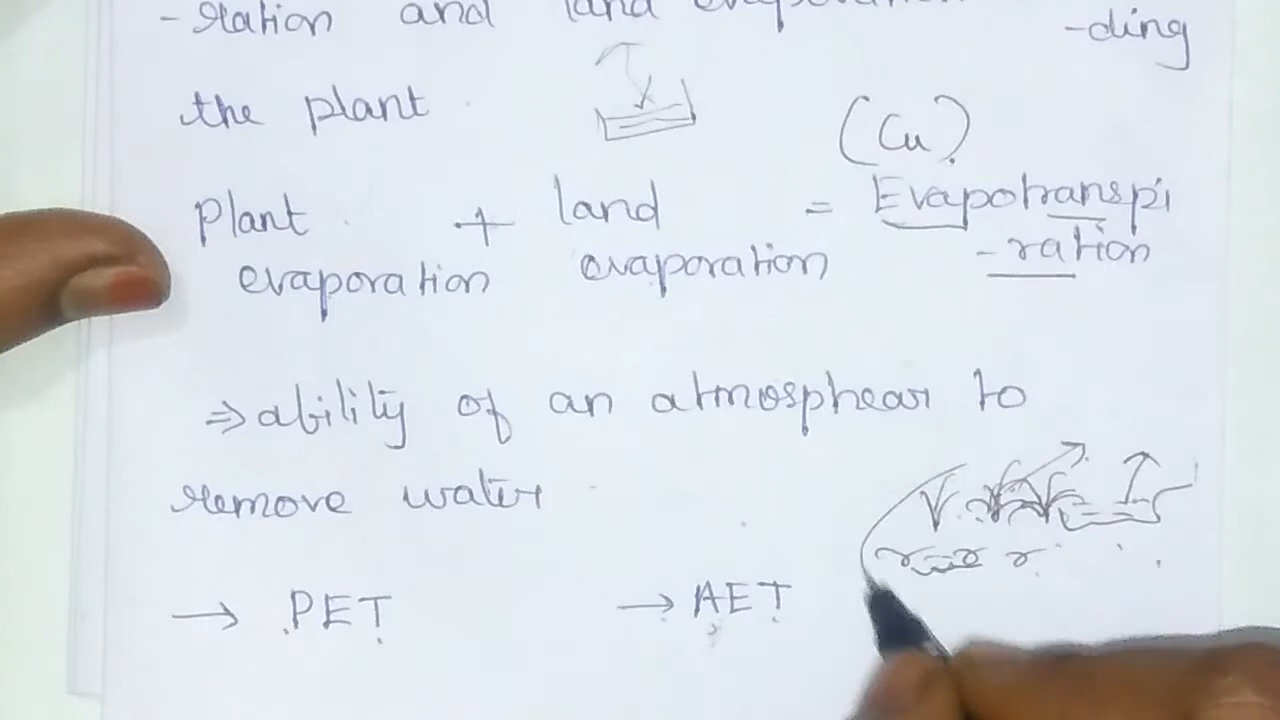 -ration and land evaporation
-ding
the plant
(Cu)
Plant + land = Evapotranspi
evaporation evaporation -ration
⇒ ability of an atmosphear to
remove water
→ PET → AET